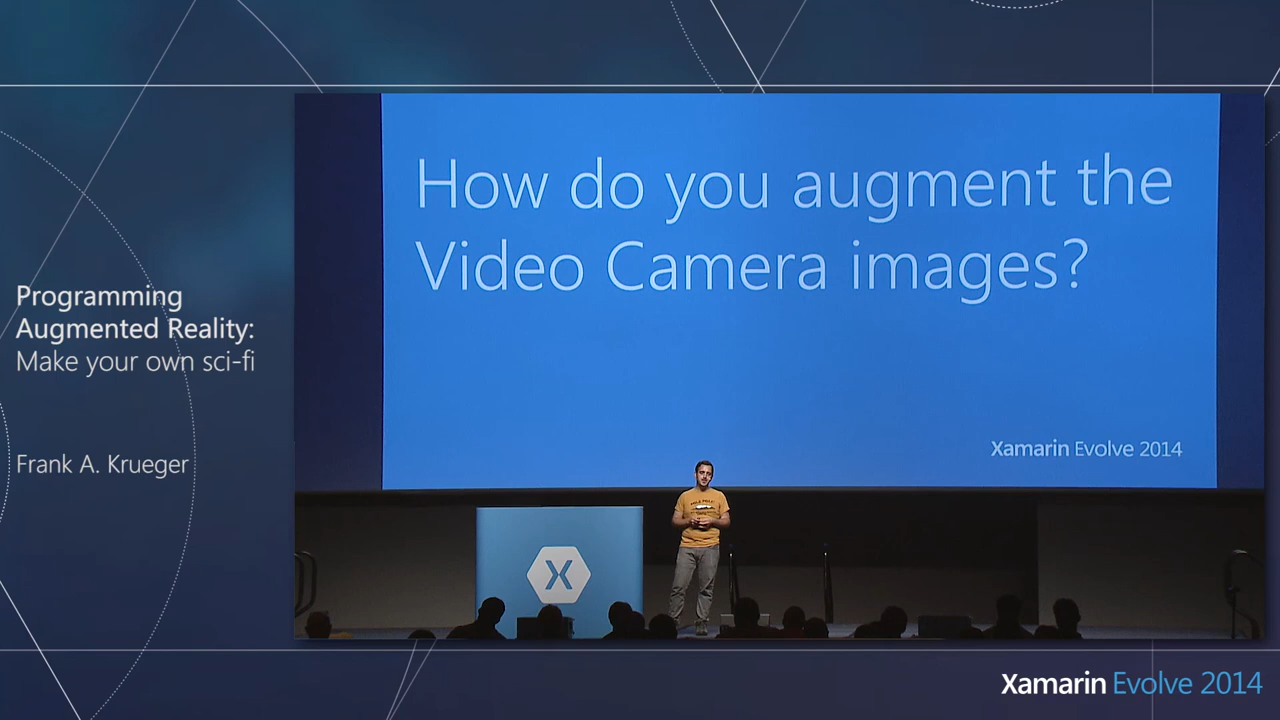 How do you augment the
Video Camera images?
Xamarin Evolve 2014
Programming
Augmented Reality:
Make your own sci-fi
Frank A. Krueger
X
Xamarin Evolve 2014